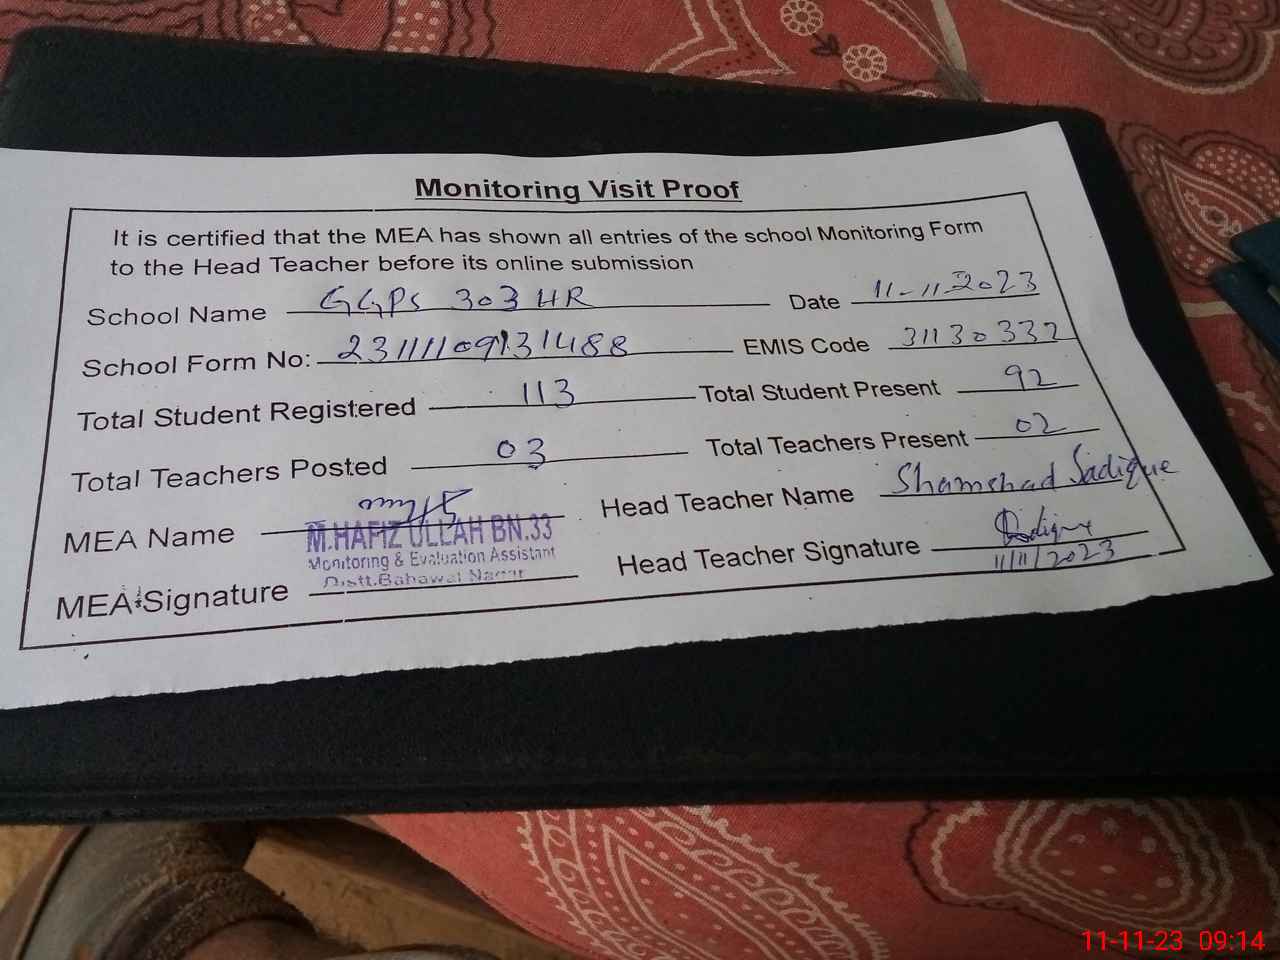 Monitoring Visit Proof
It is certified that the MEA has shown all entries of the school Monitoring Form
to the Head Teacher before its online submission
School Name GGPS 303 HR Date 11-11-2023
School Form No: 23111109131488 EMIS Code 31130332
Total Student Registered 113 Total Student Present 92
Total Teachers Posted 03 Total Teachers Present 02
MEA Name Head Teacher Name Shamshad Sadique
M.HAFIZ ULLAH BN.33
Monitoring & Evaluation Assistant
Distt.Bahawal Nagar
MEA Signature Head Teacher Signature
11/11/2023
11-11-23 09:14